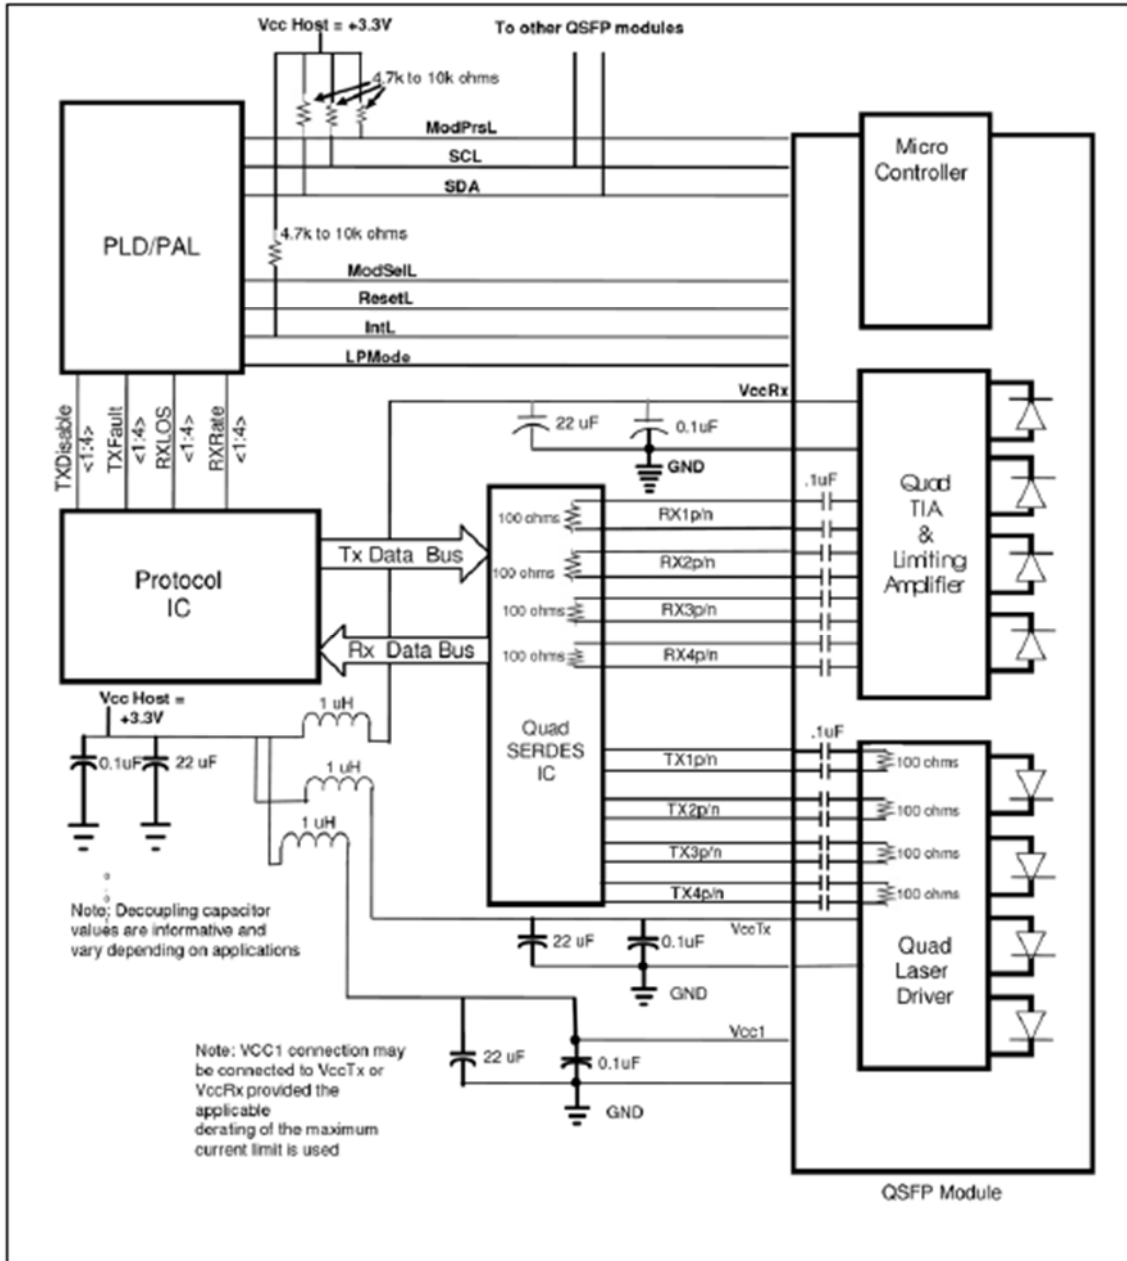 Vcc Host = +3.3V
To other QSFP modules
4.7k to 10k ohms
ModPrsL
SCL
SDA
PLD/PAL
4.7k to 10k ohms
ModSelL
ResetL
IntL
LPMode
Micro
Controller
TXDisable
<1:4>
TXFault
<1:4>
RXLOS
<1:4>
RXRate
<1:4>
VccRx
22 uF
0.1uF
GND
.1uF
Quad
TIA
&
Limiting
Amplifier
100 ohms
RX1p/n
100 ohms
RX2p/n
100 ohms
RX3p/n
100 ohms
RX4p/n
Tx Data Bus
Rx Data Bus
Protocol
IC
Quad
SERDES
IC
Vcc Host =
+3.3V
0.1uF
22 uF
1 uH
1 uH
1 uH
.1uF
TX1p/n
100 ohms
TX2p/n
100 ohms
TX3p/n
100 ohms
TX4p/n
100 ohms
Quad
Laser
Driver
Note: Decoupling capacitor
values are informative and
vary depending on applications
22 uF
0.1uF
VccTx
GND
Vcc1
22 uF
0.1uF
GND
Note: VCC1 connection may
be connected to VccTx or
VccRx provided the
applicable
derating of the maximum
current limit is used
QSFP Module